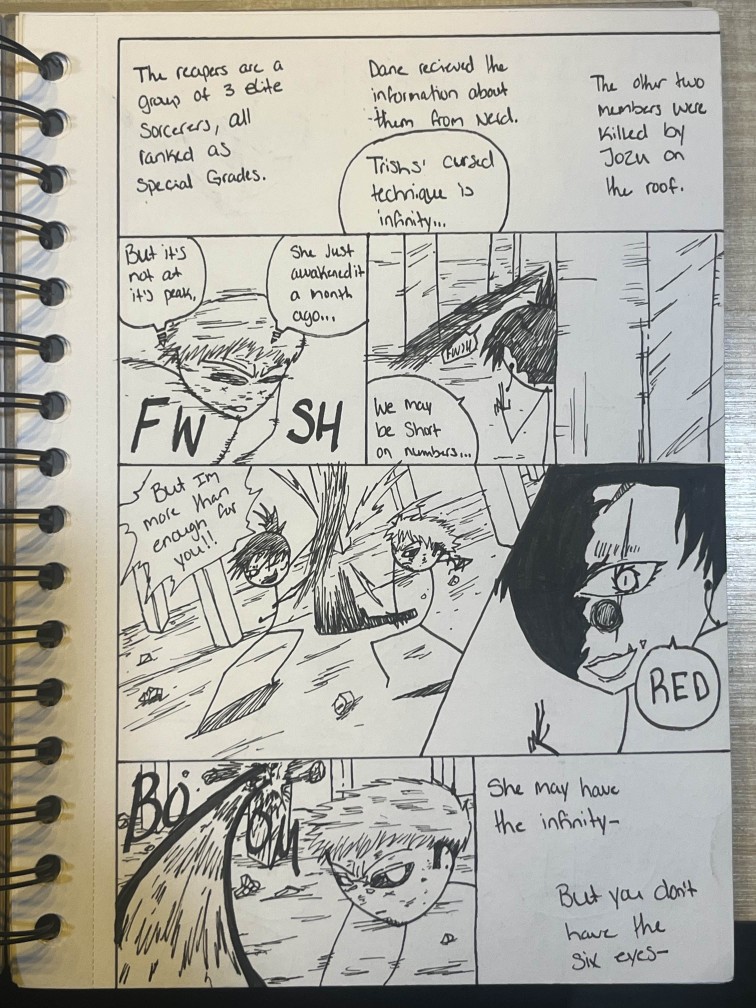 The reapers are a
group of 3 elite
Sorcerers, all
ranked as
Special Grades.
Dane recieved the
information about
them from Nerd.
The other two
members were
killed by
Jozu on
the roof.
Trishs' cursed
technique is
infinity...
But it's
not at
it's peak,
She Just
awakened it
a month
ago...
FW SH
FWSH
We may
be Short
on numbers...
But Im
more than
enough for
you!!
RED
BOOM
She may have
the infinity-
But you don't
have the
six eyes-